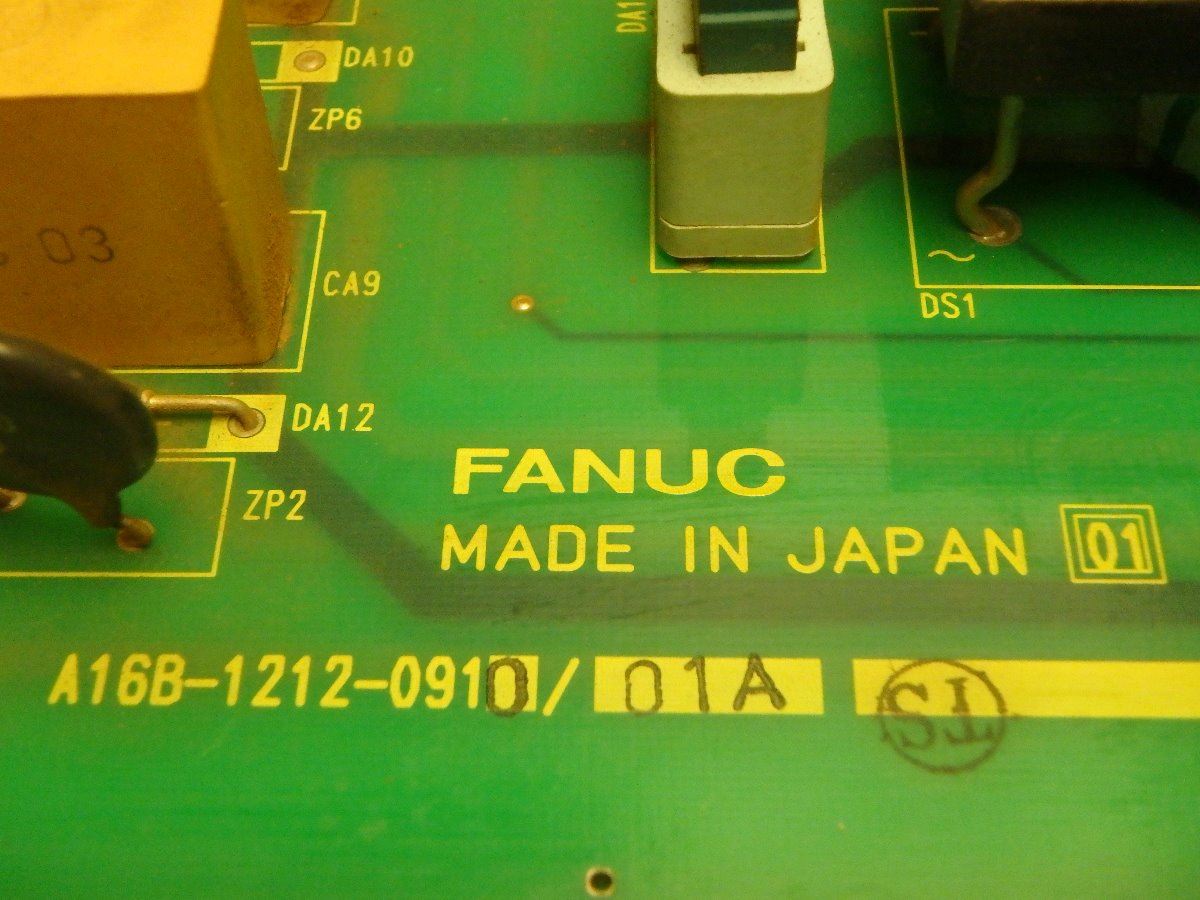 DA10
ZP6
03
CA9
~
DS1
DA12
ZP2
FANUC
MADE IN JAPAN 01
A16B-1212-0910/01A